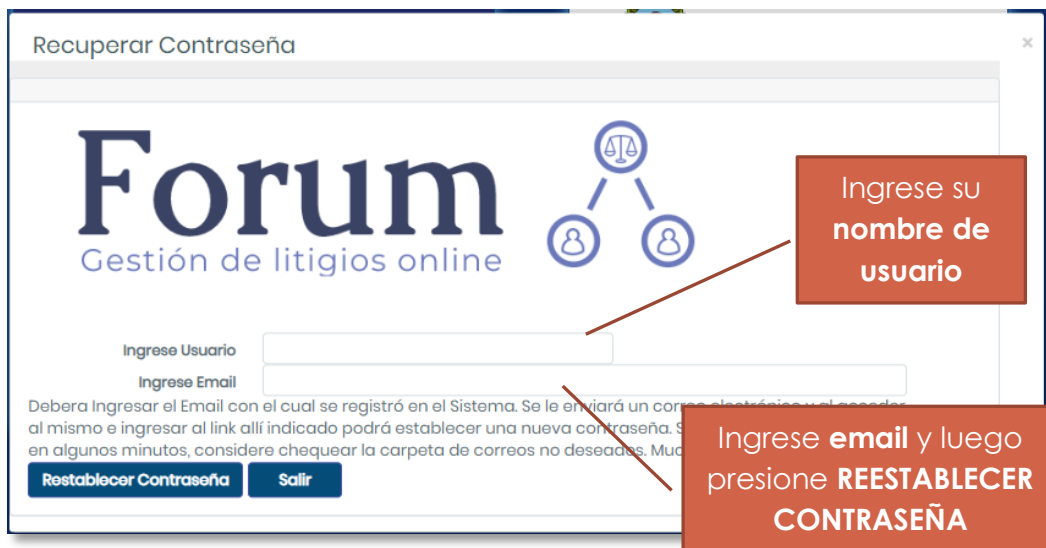 Recuperar Contraseña
×
Forum
Gestión de litigios online
Ingrese su
nombre de
usuario
Ingrese Usuario
Ingrese Email
Debera Ingresar el Email con el cual se registró en el Sistema. Se le enviará un correo electrónico y al acceder
al mismo e ingresar al link allí indicado podrá establecer una nueva contraseña.
en algunos minutos, considere chequear la carpeta de correos no deseados.
Restablecer Contraseña
Salir
Ingrese email y luego
presione REESTABLECER
CONTRASEÑA